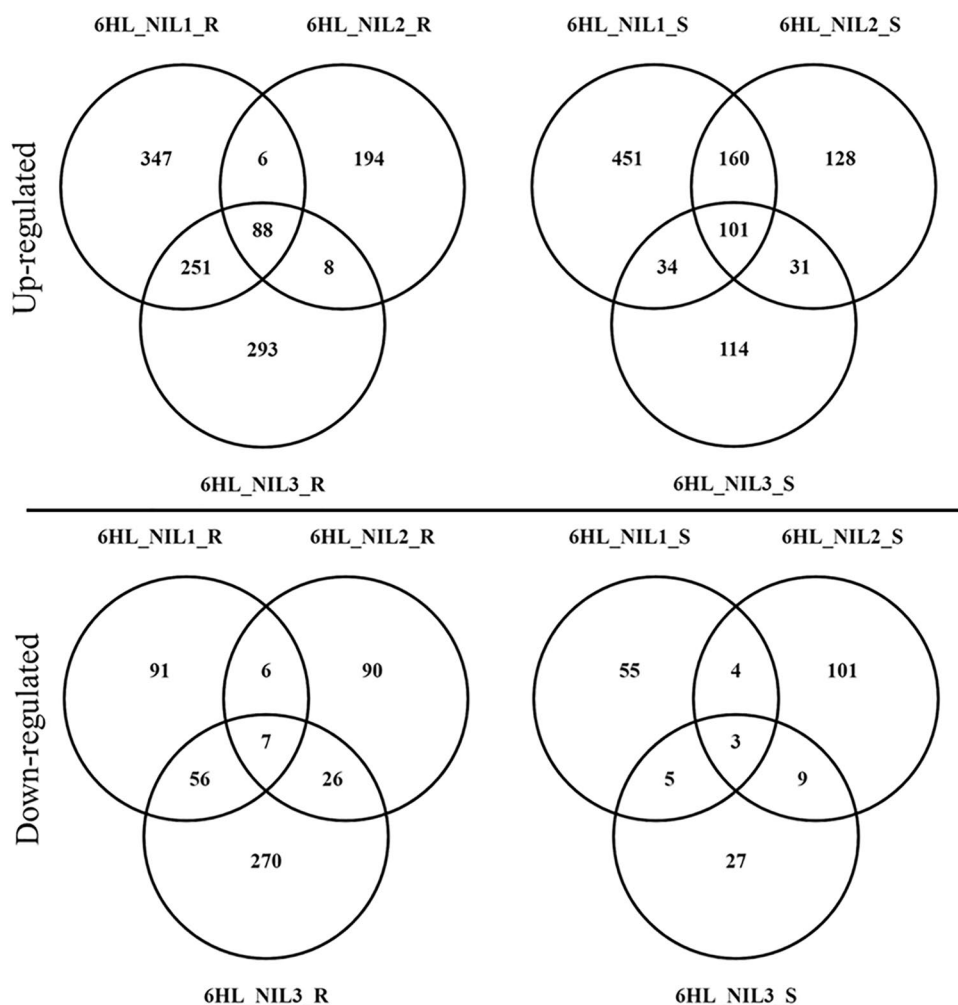 6HL_NIL1_R 6HL_NIL2_R 6HL_NIL1_S 6HL_NIL2_S
Up-regulated
347 6 194 451 160 128
88 101
251 8 34 31
293 114
6HL_NIL3_R 6HL_NIL3_S
6HL_NIL1_R 6HL_NIL2_R 6HL_NIL1_S 6HL_NIL2_S
Down-regulated
91 6 90 55 4 101
7 3
56 26 5 9
270 27
6HL_NIL3_R 6HL_NIL3_S